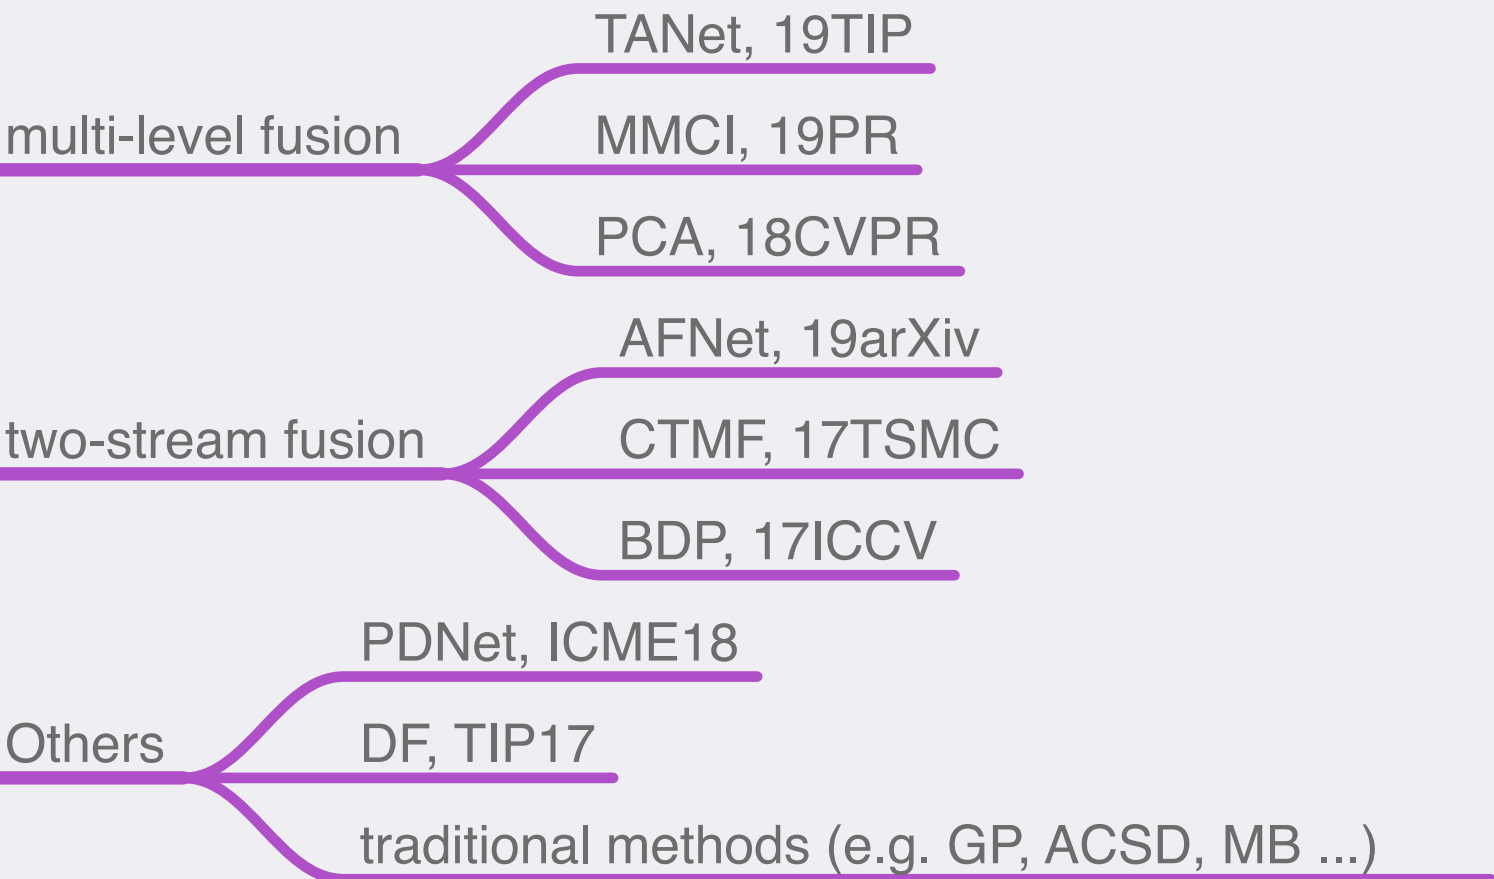 TANet, 19TIP
multi-level fusion
MMCI, 19PR
PCA, 18CVPR
AFNet, 19arXiv
two-stream fusion
CTMF, 17TSMC
BDP, 17ICCV
PDNet, ICME18
Others
DF, TIP17
traditional methods (e.g. GP, ACSD, MB ...)